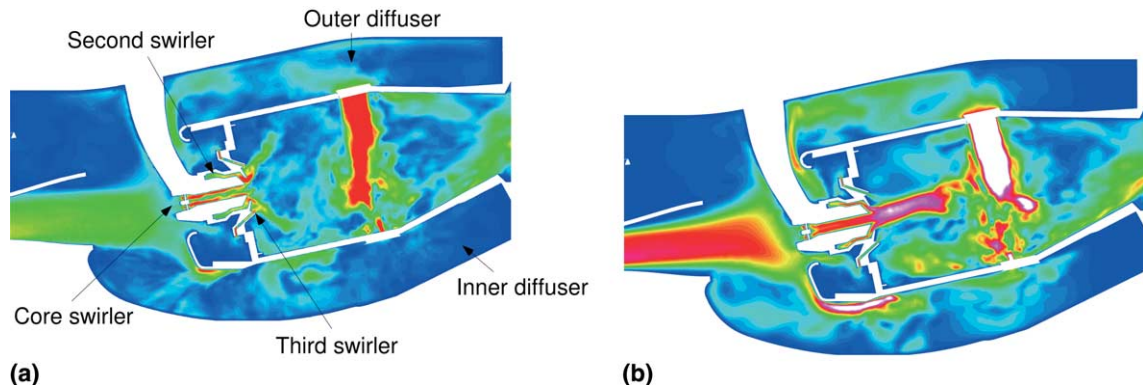 Outer diffuser
Second swirler
Inner diffuser
Core swirler
Third swirler
(a)
(b)